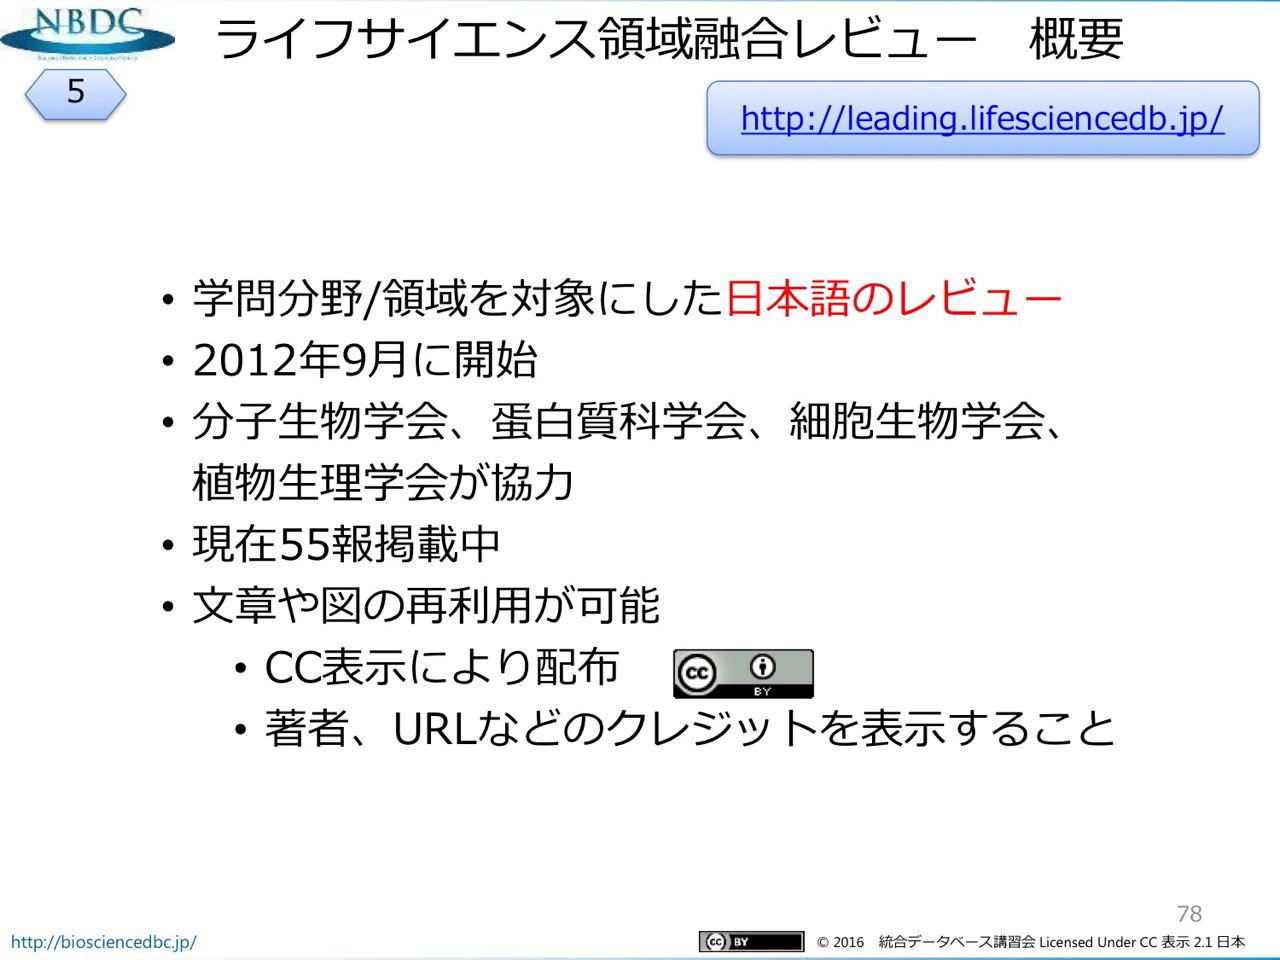 NBDC
ライフサイエンス領域融合レビュー　概要
5
http://leading.lifesciencedb.jp/
• 学問分野/領域を対象にした日本語のレビュー
• 2012年9月に開始
• 分子生物学会、蛋白質科学会、細胞生物学会、
植物生理学会が協力
• 現在55報掲載中
• 文章や図の再利用が可能
• CC表示により配布
cc BY
• 著者、URLなどのクレジットを表示すること
78
http://biosciencedbc.jp/
cc BY
© 2016　統合データベース講習会 Licensed Under CC 表示 2.1 日本